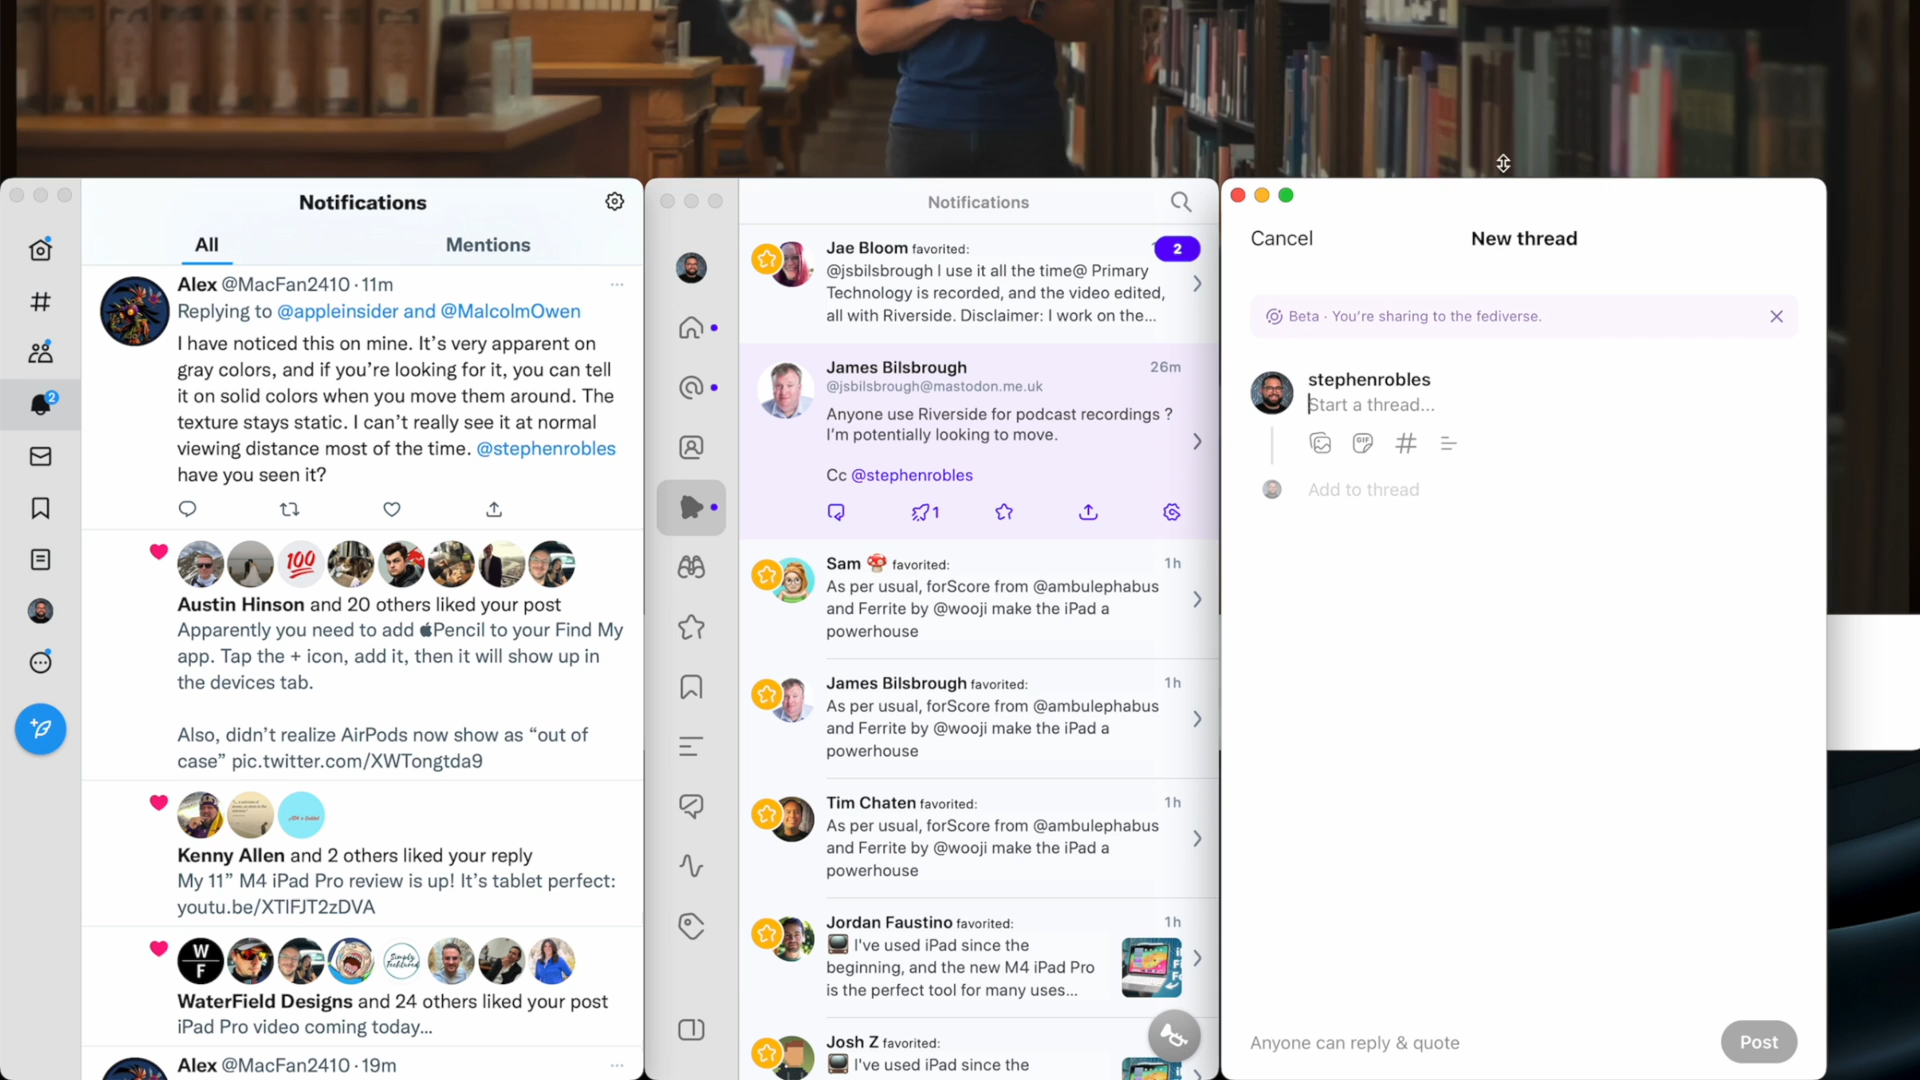 Notifications
All
Mentions
Alex @MacFan2410 · 11m
Replying to @appleinsider and @MalcolmOwen
I have noticed this on mine. It’s very apparent on
gray colors, and if you’re looking for it, you can tell
it on solid colors when you move them around. The
texture stays static. I can’t really see it at normal
viewing distance most of the time. @stephenrobles
have you seen it?
2
100
Austin Hinson and 20 others liked your post
Apparently you need to add Pencil to your Find My
app. Tap the + icon, add it, then it will show up in
the devices tab.
Also, didn’t realize AirPods now show as “out of
case” pic.twitter.com/XWTongtda9
Kenny Allen and 2 others liked your reply
My 11” M4 iPad Pro review is up! It’s tablet perfect:
youtu.be/XTlFJT2zDVA
W
F
Simply
Techtured
WaterField Designs and 24 others liked your post
iPad Pro video coming today...
Alex @MacFan2410 · 19m
Notifications
Jae Bloom favorited:
2
@jsbilsbrough I use it all the time@ Primary
Technology is recorded, and the video edited,
all with Riverside. Disclaimer: I work on the...
James Bilsbrough
26m
@jsbilsbrough@mastodon.me.uk
Anyone use Riverside for podcast recordings ?
I’m potentially looking to move.
Cc @stephenrobles
1
Sam favorited:
1h
As per usual, forScore from @ambulephabus
and Ferrite by @wooji make the iPad a
powerhouse
James Bilsbrough favorited:
1h
As per usual, forScore from @ambulephabus
and Ferrite by @wooji make the iPad a
powerhouse
Tim Chaten favorited:
1h
As per usual, forScore from @ambulephabus
and Ferrite by @wooji make the iPad a
powerhouse
Jordan Faustino favorited:
1h
I've used iPad since the
beginning, and the new M4 iPad Pro
is the perfect tool for many uses...
Josh Z favorited:
I've used iPad since the
Cancel
New thread
Beta · You’re sharing to the fediverse.
stephenrobles
Start a thread...
GIF
Add to thread
Anyone can reply & quote
Post